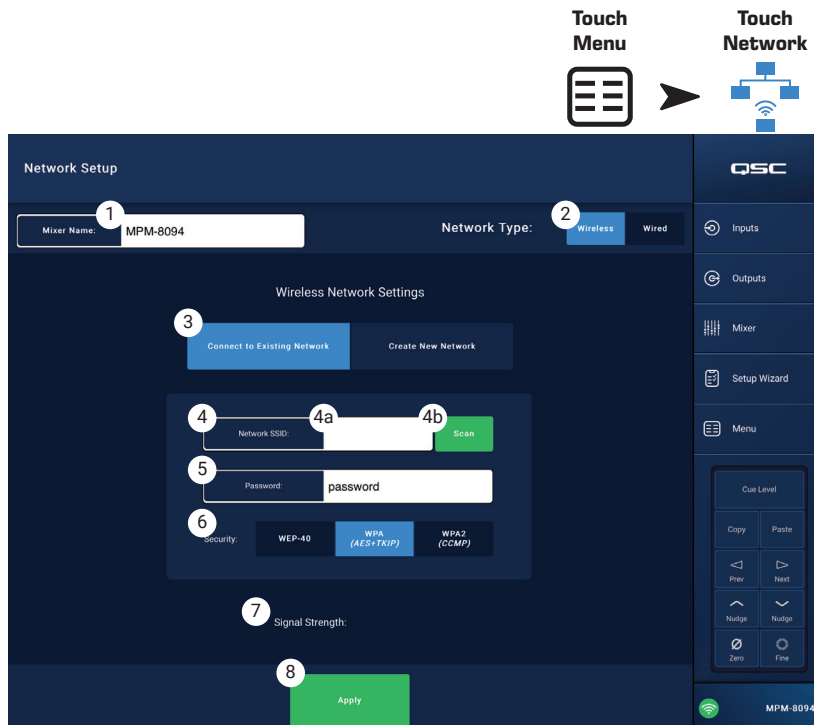 Touch Menu
Touch Network
Network Setup
QSC
1
Mixer Name:
MPM-8094
Network Type:
2
Wireless
Wired
Inputs
Outputs
Wireless Network Settings
3
Connect to Existing Network
Create New Network
Mixer
Setup Wizard
4
Network SSID:
4a
4b
Scan
Menu
5
Password:
password
6
Security:
WEP-40
WPA
(AES+TKIP)
WPA2
(CCMP)
Cue Level
Copy
Paste
Prev
Next
Nudge
Nudge
Zero
Fine
7
Signal Strength:
8
Apply
MPM-8094